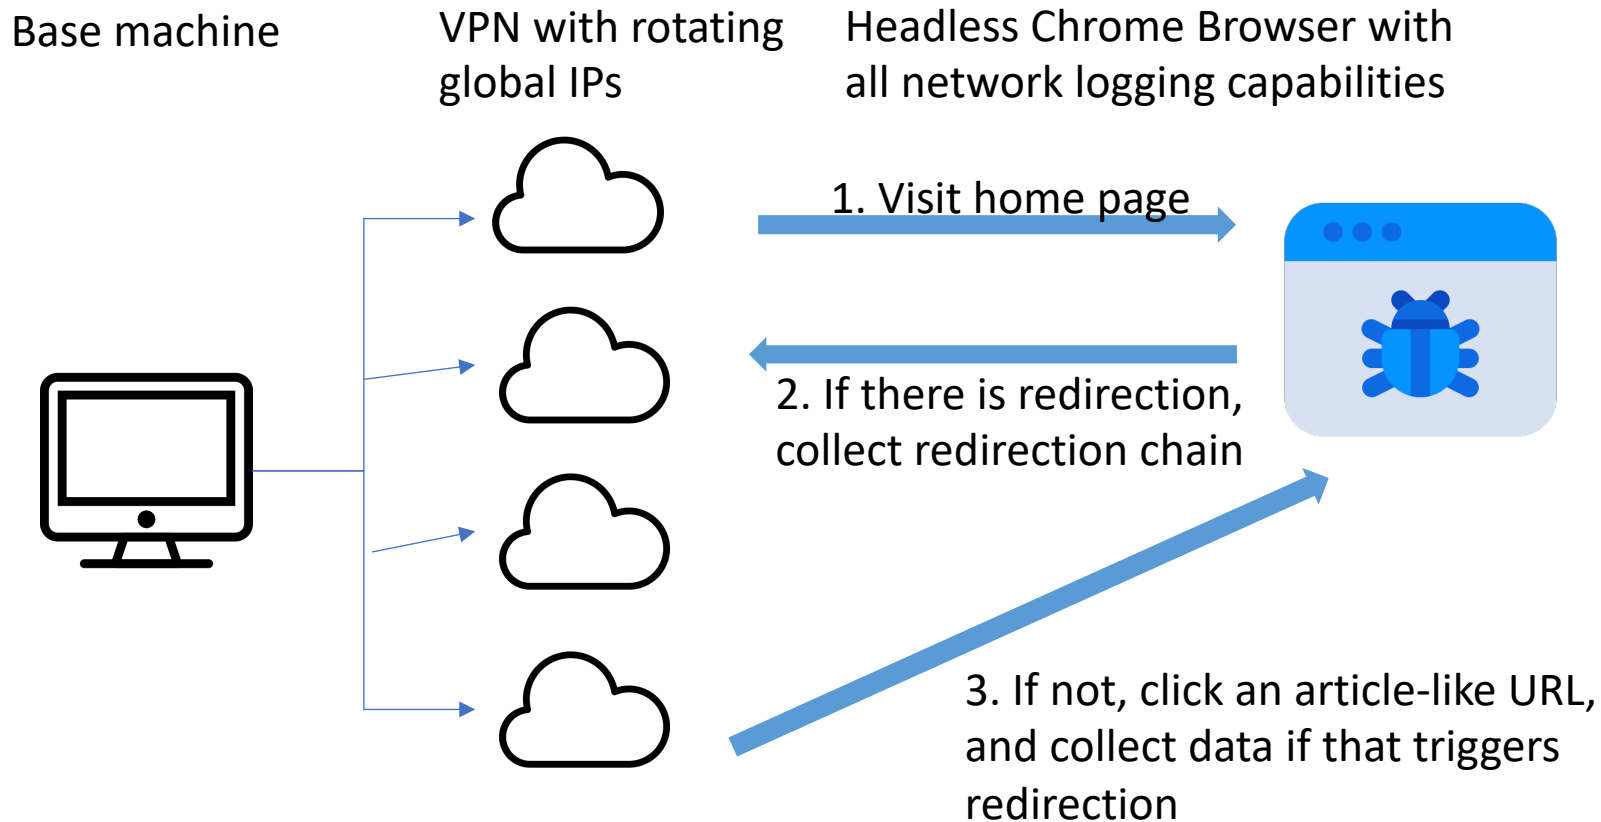 Base machine
VPN with rotating
global IPs
Headless Chrome Browser with
all network logging capabilities
1. Visit home page
2. If there is redirection,
collect redirection chain
3. If not, click an article-like URL,
and collect data if that triggers
redirection